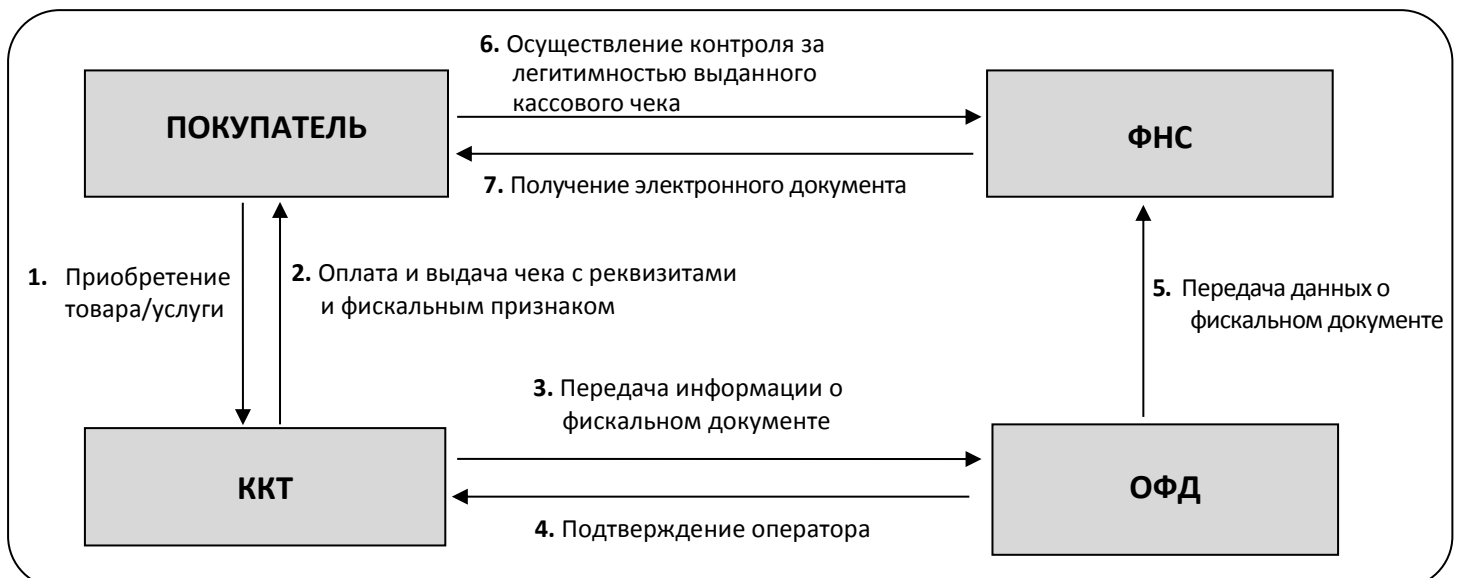 6. Осуществление контроля за
легитимностью выданного
кассового чека
ПОКУПАТЕЛЬ
ФНС
7. Получение электронного документа
1. Приобретение
товара/услуги
2. Оплата и выдача чека с реквизитами
и фискальным признаком
5. Передача данных о
фискальном документе
3. Передача информации о
фискальном документе
ККТ
ОФД
4. Подтверждение оператора